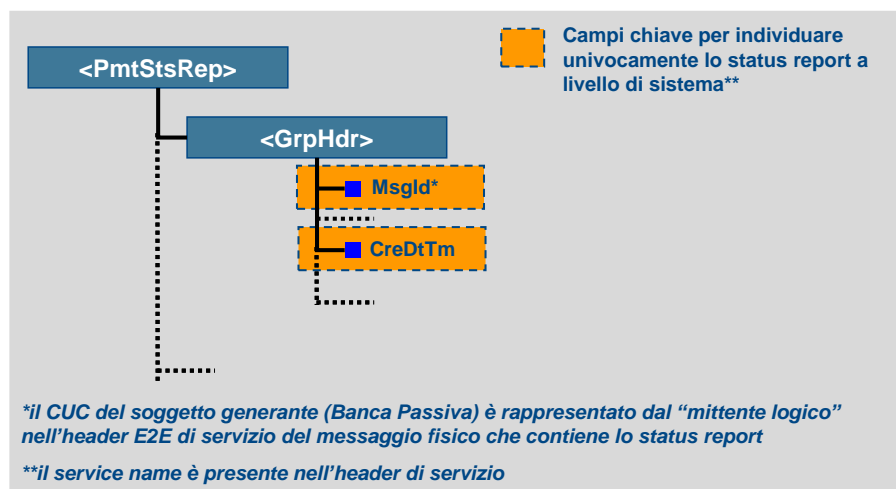 <PmtStsRep>
Campi chiave per individuare
univocamente lo status report a
livello di sistema**
<GrpHdr>
MsgId*
CreDtTm
*il CUC del soggetto generante (Banca Passiva) è rappresentato dal “mittente logico”
nell’header E2E di servizio del messaggio fisico che contiene lo status report
**il service name è presente nell’header di servizio